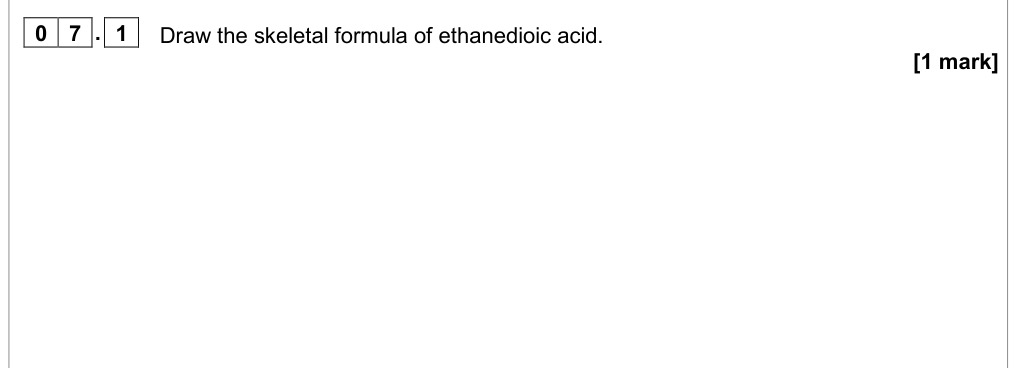 0 7 . 1 Draw the skeletal formula of ethanedioic acid.
[1 mark]